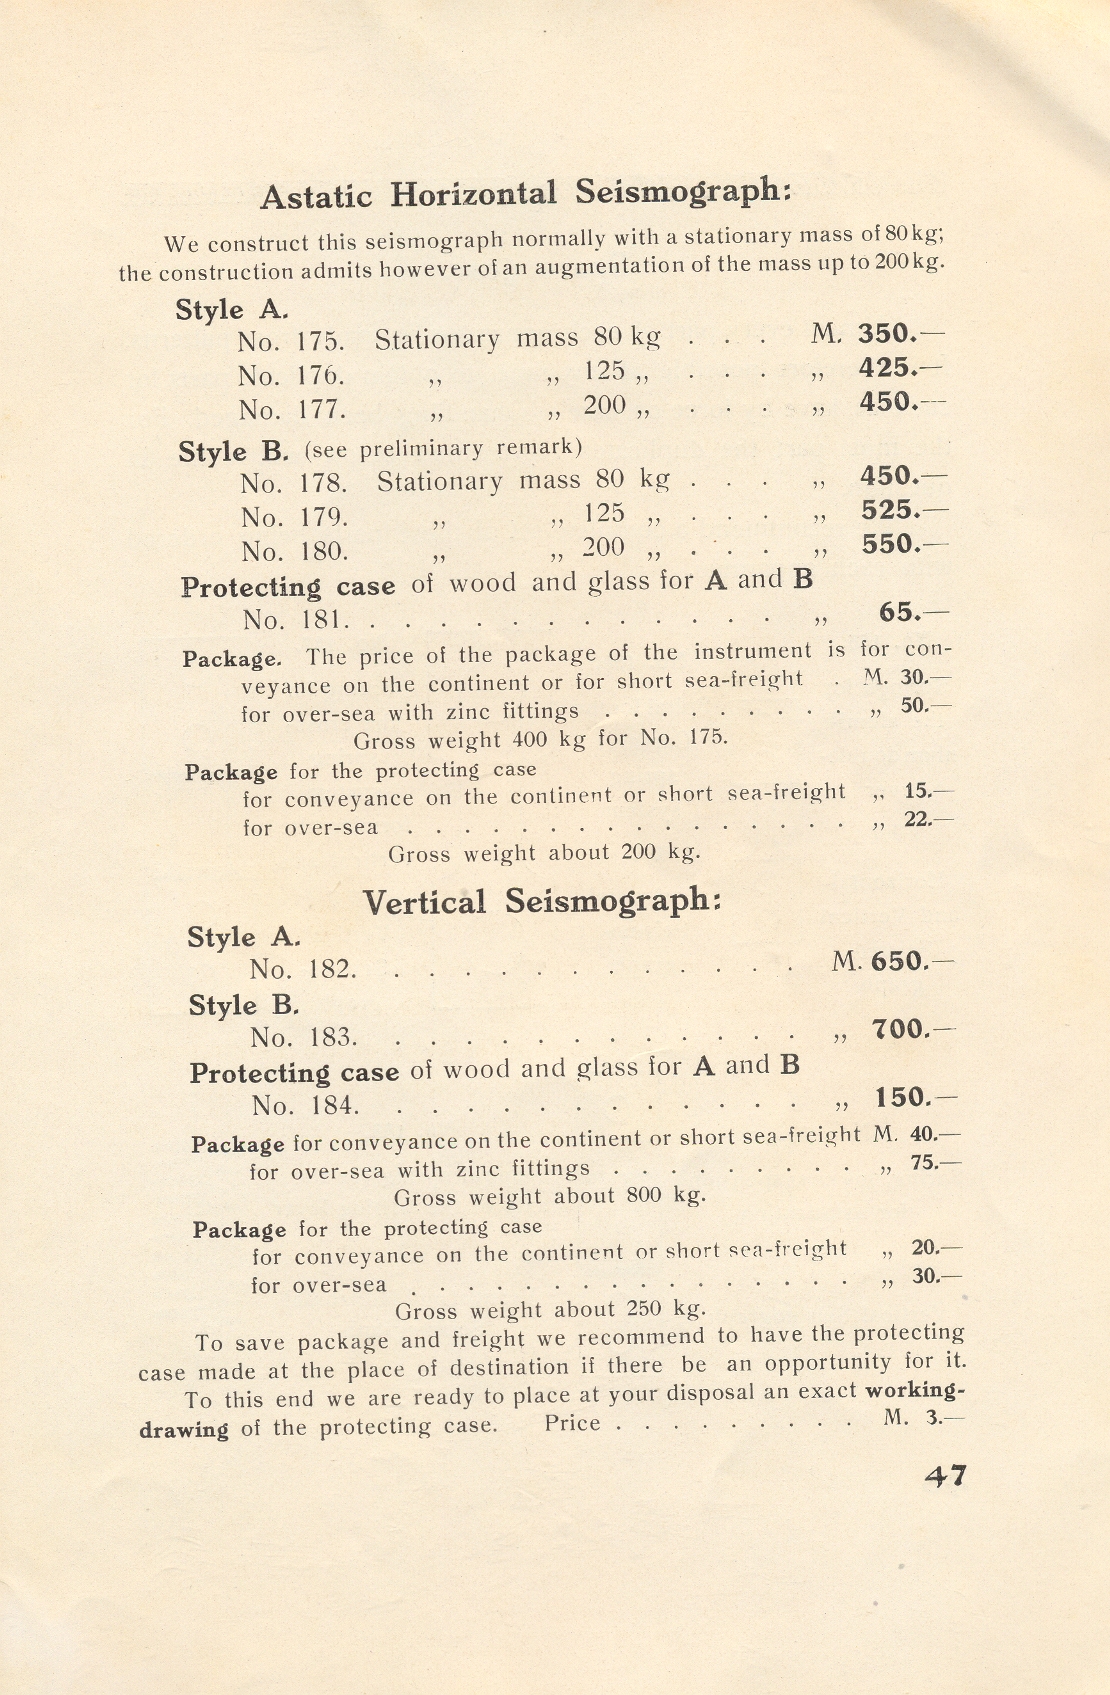 Astatic Horizontal Seismograph:
We construct this seismograph normally with a stationary mass of 80 kg;
the construction admits however of an augmentation of the mass up to 200 kg.
Style A.
No. 175. Stationary mass 80 kg . . . M. 350.—
No. 176. „ „ 125 „ . . . „ 425.—
No. 177. „ „ 200 „ . . . „ 450.—
Style B. (see preliminary remark)
No. 178. Stationary mass 80 kg . . . „ 450.—
No. 179. „ „ 125 „ . . . „ 525.—
No. 180. „ „ 200 „ . . . „ 550.—
Protecting case of wood and glass for A and B
No. 181. . . . . . . . . . . . . . . . . „ 65.—
Package. The price of the package of the instrument is for con-
veyance on the continent or for short sea-freight . M. 30.—
for over-sea with zinc fittings . . . . . . . . . „ 50.—
Gross weight 400 kg for No. 175.
Package for the protecting case
for conveyance on the continent or short sea-freight „ 15.—
for over-sea . . . . . . . . . . . . . . . . „ 22.—
Gross weight about 200 kg.
Vertical Seismograph:
Style A.
No. 182. . . . . . . . . . . . . . . . . M. 650.—
Style B.
No. 183. . . . . . . . . . . . . . . . . „ 700.—
Protecting case of wood and glass for A and B
No. 184. . . . . . . . . . . . . . . . . „ 150.—
Package for conveyance on the continent or short sea-freight M. 40.—
for over-sea with zinc fittings . . . . . . . . . „ 75.—
Gross weight about 800 kg.
Package for the protecting case
for conveyance on the continent or short sea-freight „ 20.—
for over-sea . . . . . . . . . . . . . . . . „ 30.—
Gross weight about 250 kg.
To save package and freight we recommend to have the protecting
case made at the place of destination if there be an opportunity for it.
To this end we are ready to place at your disposal an exact working-
drawing of the protecting case. Price . . . . . . . . . M. 3.—
47